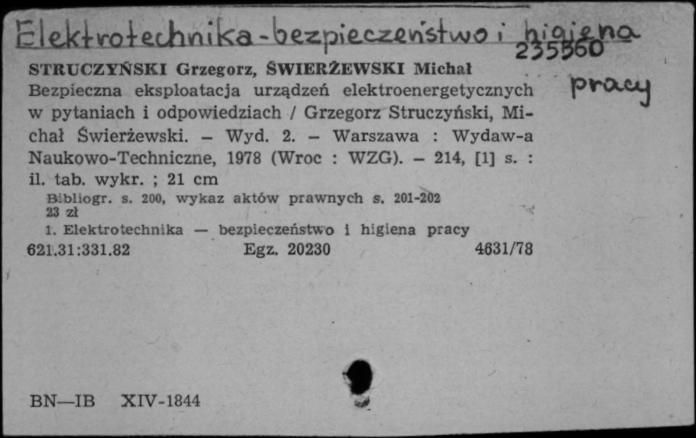 Elektrotechnika - bezpieczeństwo i higiena
pracy
235360
STRUCZYŃSKI Grzegorz, ŚWIERŻEWSKI Michał
Bezpieczna eksploatacja urządzeń elektroenergetycznych
w pytaniach i odpowiedziach / Grzegorz Struczyński, Mi-
chał Świerżewski. — Wyd. 2. — Warszawa : Wydaw-a
Naukowo-Techniczne, 1978 (Wroc : WZG). — 214, [1] s. :
il. tab. wykr. ; 21 cm
Bibliogr. s. 200, wykaz aktów prawnych s. 201-202
23 zł
1. Elektrotechnika — bezpieczeństwo i higiena pracy
621.31:331.82 Egz. 20230 4631/78
BN—IB XIV-1844